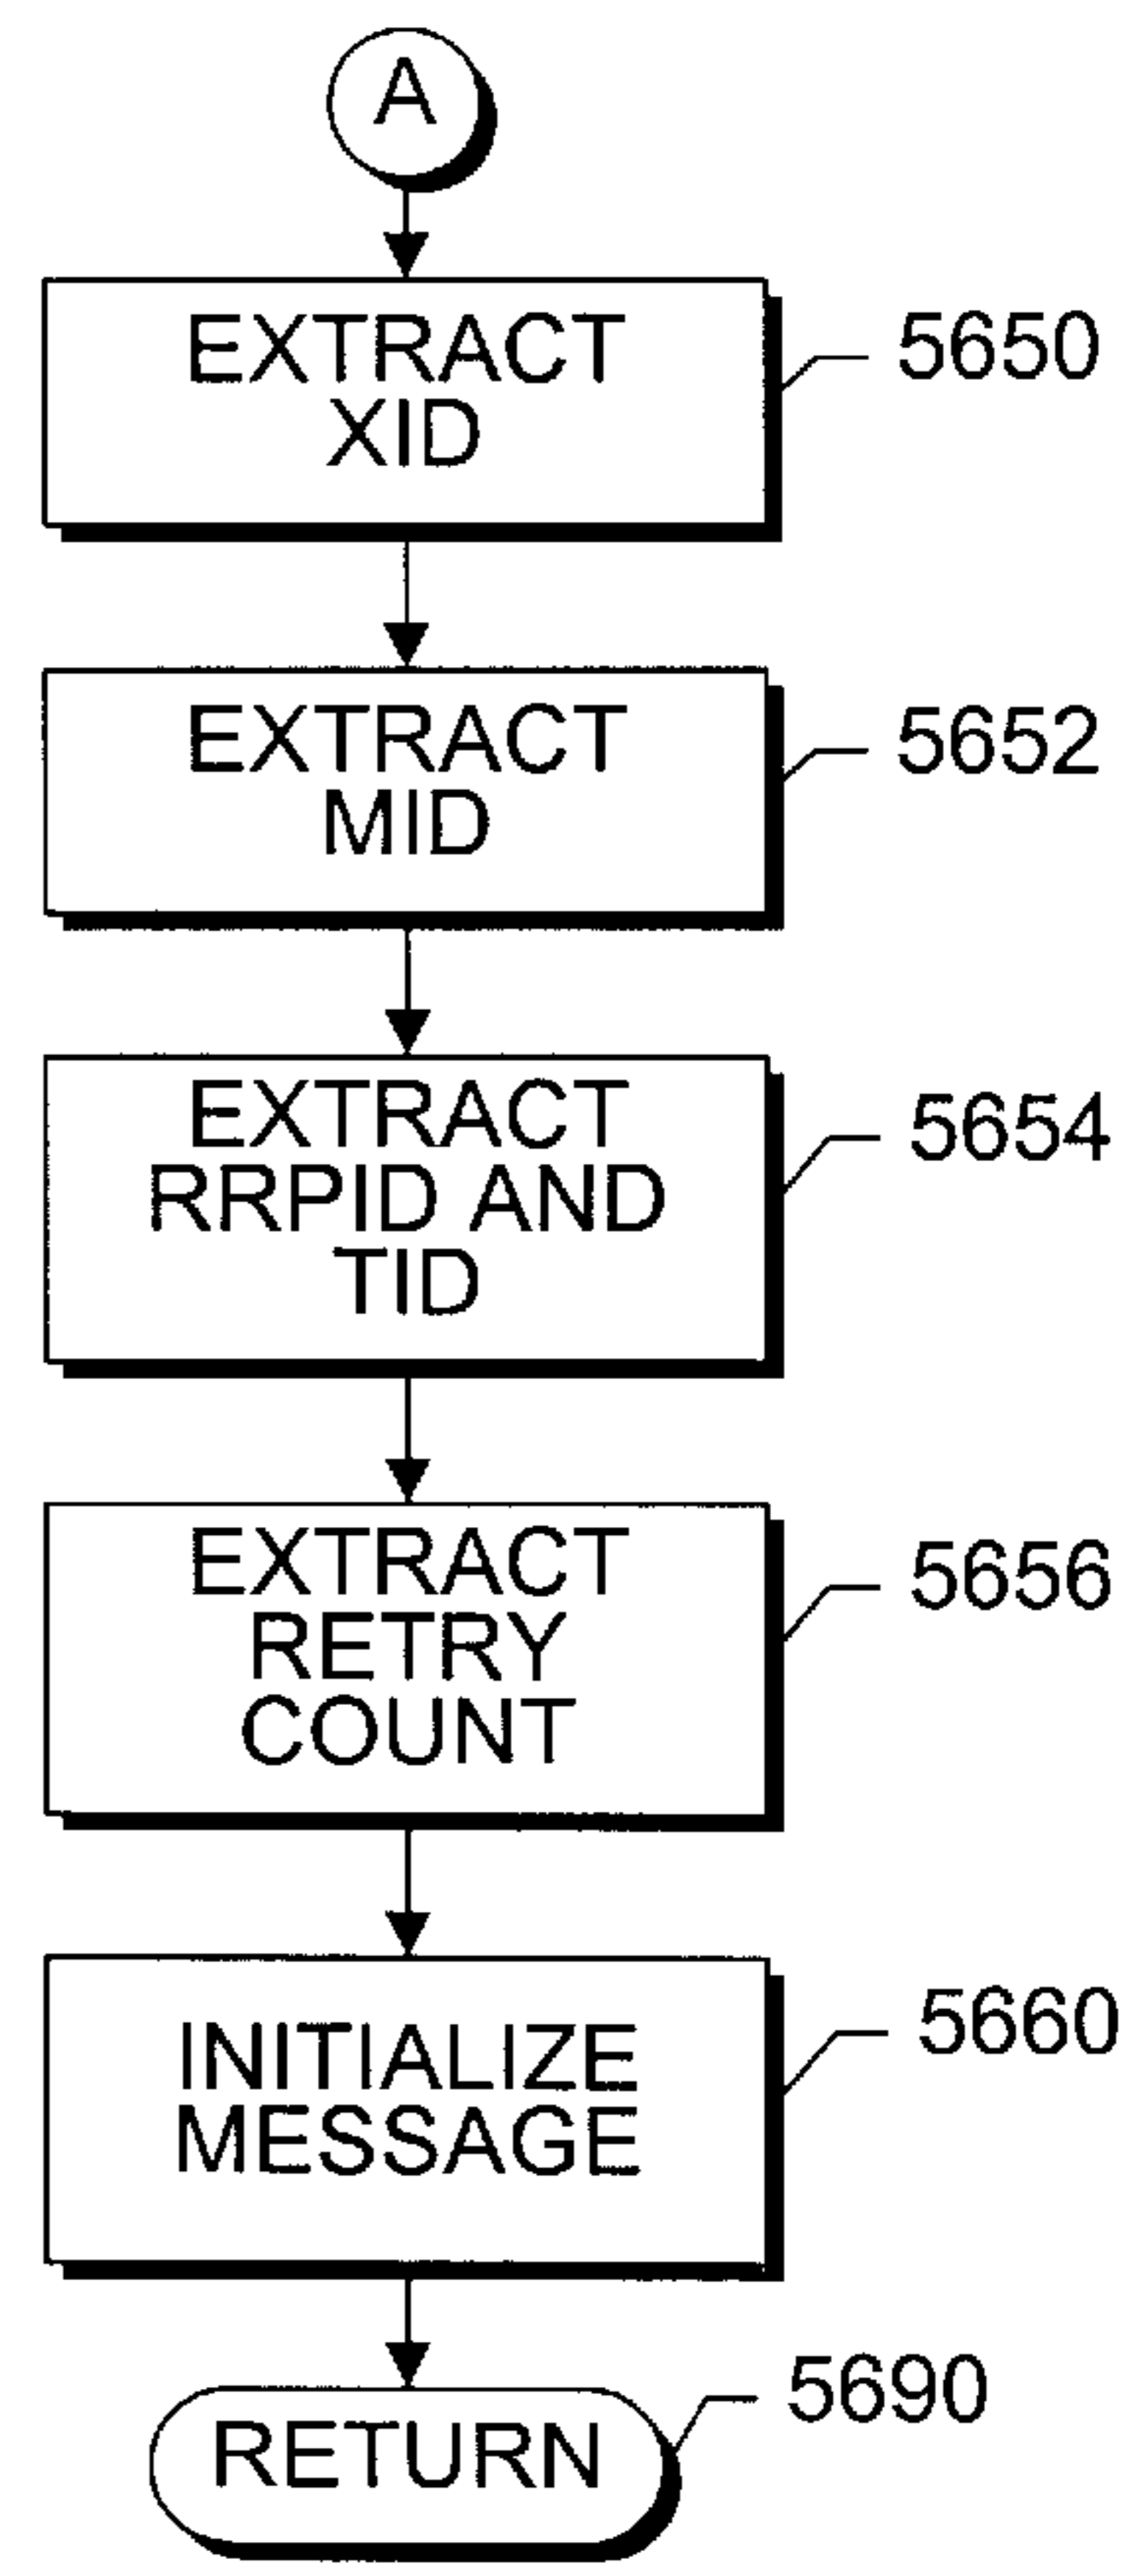 A
EXTRACT
XID
5650
EXTRACT
MID
5652
EXTRACT
RRPID AND
TID
5654
EXTRACT
RETRY
COUNT
5656
INITIALIZE
MESSAGE
5660
RETURN
5690